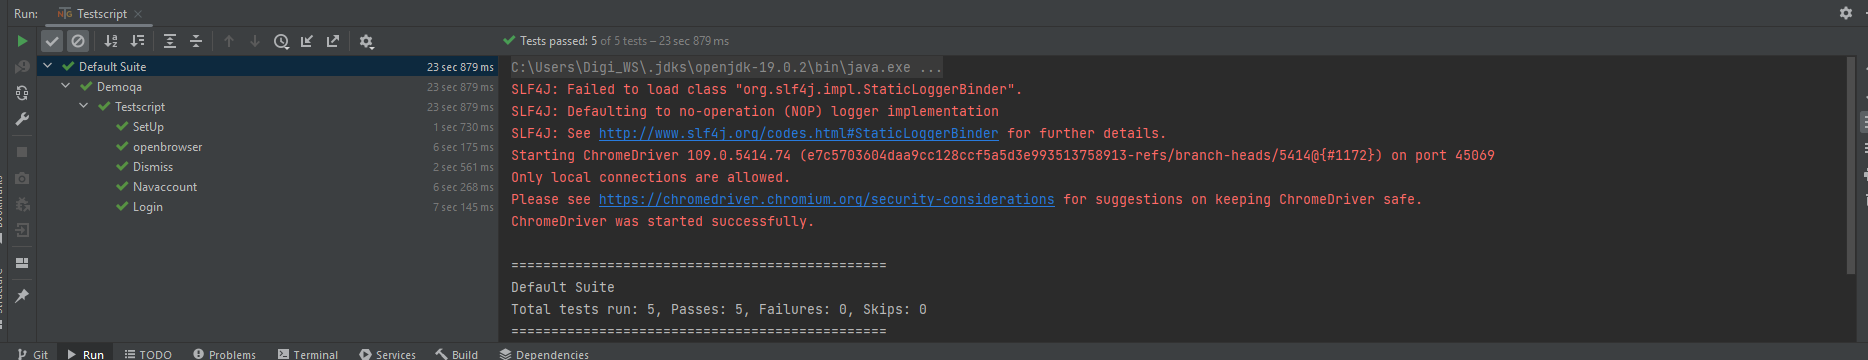 Run: Testscript
Tests passed: 5 of 5 tests – 23 sec 879 ms
Default Suite 23 sec 879 ms
Demoqa 23 sec 879 ms
Testscript 23 sec 879 ms
SetUp 1 sec 730 ms
openbrowser 6 sec 175 ms
Dismiss 2 sec 561 ms
Navaccount 6 sec 268 ms
Login 7 sec 145 ms
C:\Users\Digi_WS\.jdks\openjdk-19.0.2\bin\java.exe ...
SLF4J: Failed to load class "org.slf4j.impl.StaticLoggerBinder".
SLF4J: Defaulting to no-operation (NOP) logger implementation
SLF4J: See http://www.slf4j.org/codes.html#StaticLoggerBinder for further details.
Starting ChromeDriver 109.0.5414.74 (e7c5703604daa9cc128ccf5a5d3e993513758913-refs/branch-heads/5414@{#1172}) on port 45069
Only local connections are allowed.
Please see https://chromedriver.chromium.org/security-considerations for suggestions on keeping ChromeDriver safe.
ChromeDriver was started successfully.
===============================================
Default Suite
Total tests run: 5, Passes: 5, Failures: 0, Skips: 0
===============================================
Git Run TODO Problems Terminal Services Build Dependencies